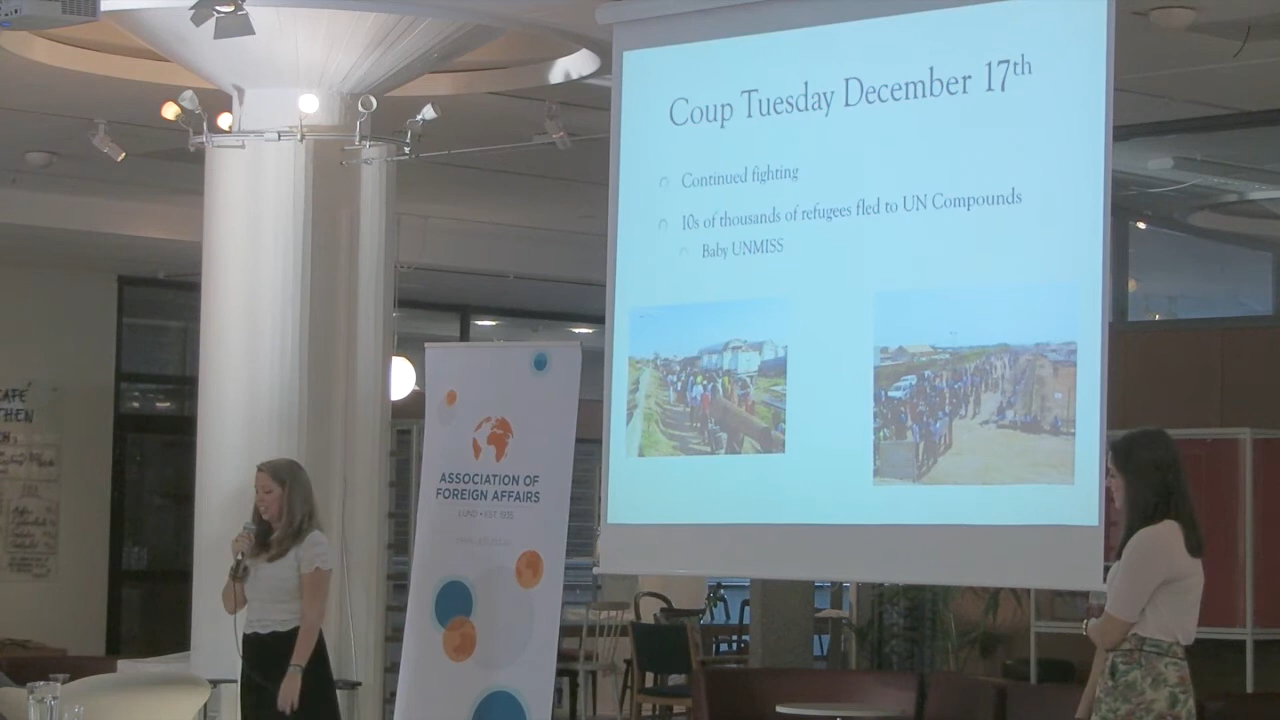 Coup Tuesday December 17th
Continued fighting
10s of thousands of refugees fled to UN Compounds
Baby UNMISS
ASSOCIATION OF
FOREIGN AFFAIRS
LUND • EST. 1935
CAFÉ